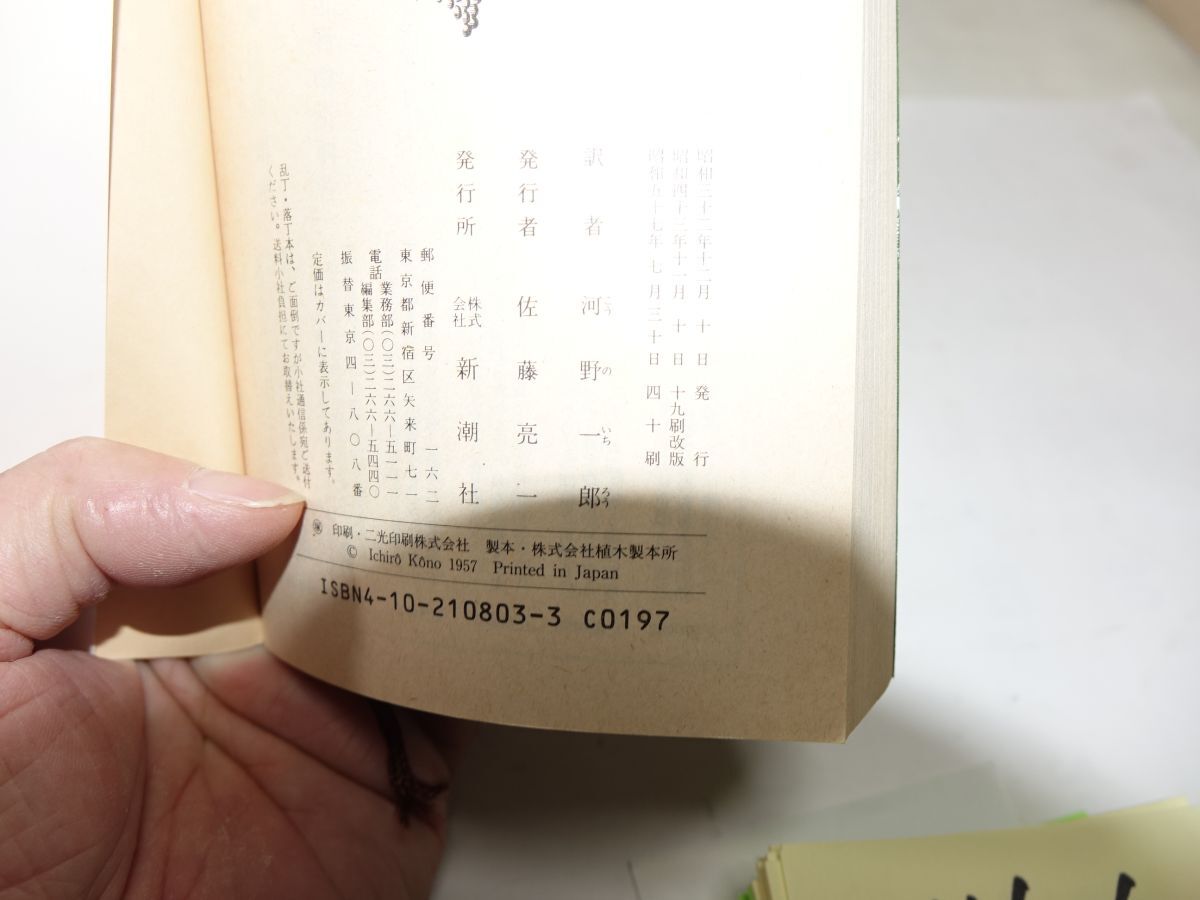 昭和三十二年十二月十日発行
昭和四十二年十一月十日十九刷改版
昭和五十七年七月三十日四十刷
訳者 河野一郎
発行者 佐藤亮一
発行所 株式会社 新潮社
郵便番号 一六二
東京都新宿区矢来町七一
電話 業務部(〇三)二六六―五一一一
編集部(〇三)二六六―五四四〇
振替東京四―八〇八番
定価はカバーに表示してあります。
乱丁・落丁本は、ご面倒ですが小社通信係宛ご送付
ください。送料小社負担にてお取替えいたします。
印刷・二光印刷株式会社 製本・株式会社植木製本所
© Ichirō Kōno 1957 Printed in Japan
ISBN4-10-210803-3 C0197